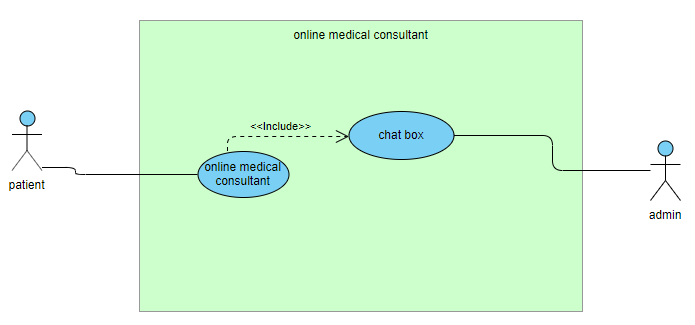 online medical consultant
<<Include>>
chat box
online medical
consultant
patient
admin